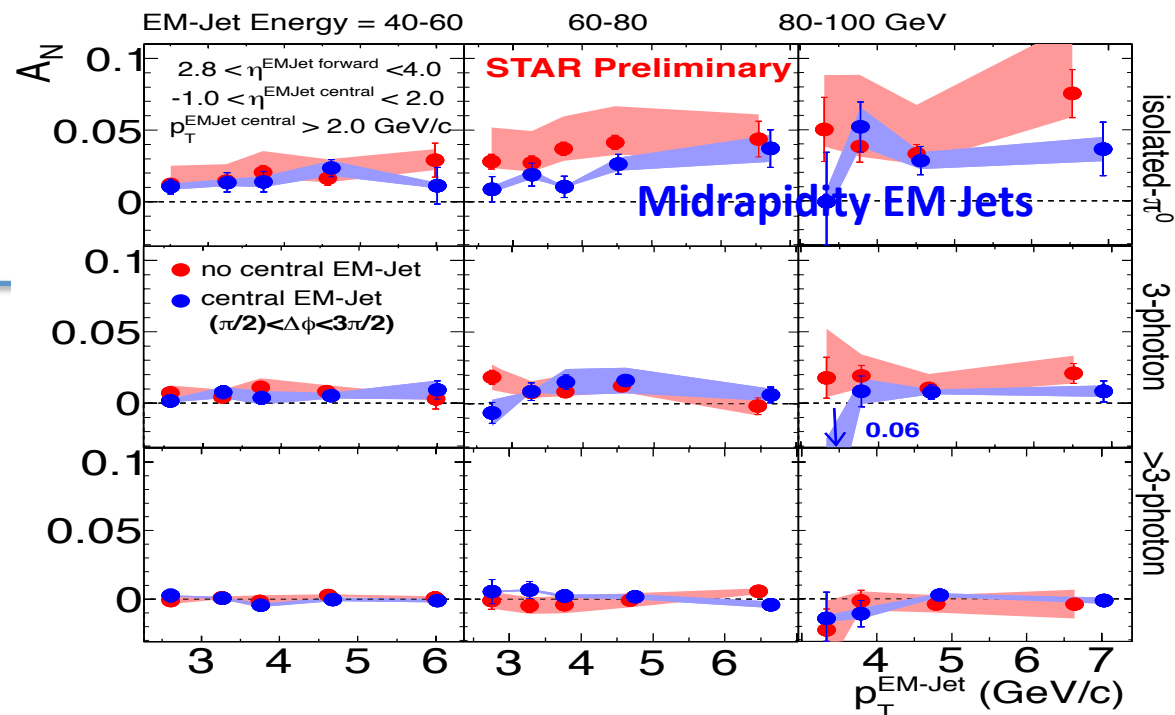 EM-Jet Energy = 40-60 60-80 80-100 GeV
A_N
0.1
0.05
0
2.8 < η^EMJet forward <4.0
-1.0 < η^EMJet central < 2.0
p_T^EMJet central > 2.0 GeV/c
STAR Preliminary
Midrapidity EM Jets
isolated-π⁰
0.1
0.05
0
no central EM-Jet
central EM-Jet
(π/2)<Δϕ<3π/2)
0.06
3-photon
0.1
0.05
0
>3-photon
3 4 5 6 3 4 5 6 4 5 6 7
p_T^EM-Jet (GeV/c)